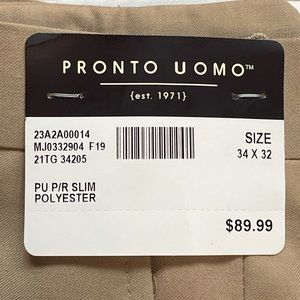 PRONTO UOMO™
{est. 1971}
23A2A00014
MJ0332904 F19
21TG 34205
SIZE
34 X 32
PU P/R SLIM
POLYESTER
$89.99